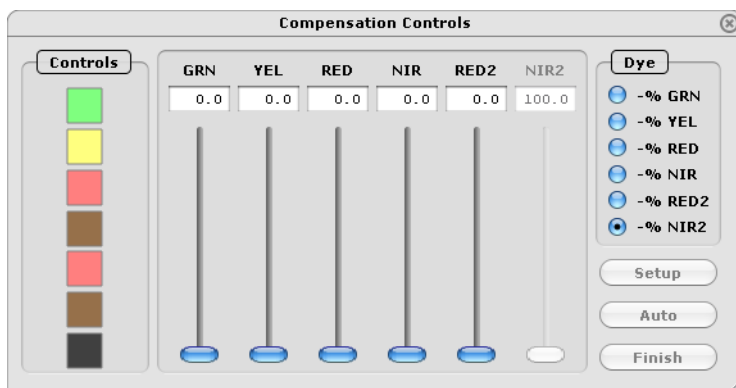 Compensation Controls
Controls
GRN YEL RED NIR RED2 NIR2
0.0 0.0 0.0 0.0 0.0 100.0
Dye
-% GRN
-% YEL
-% RED
-% NIR
-% RED2
-% NIR2
Setup
Auto
Finish